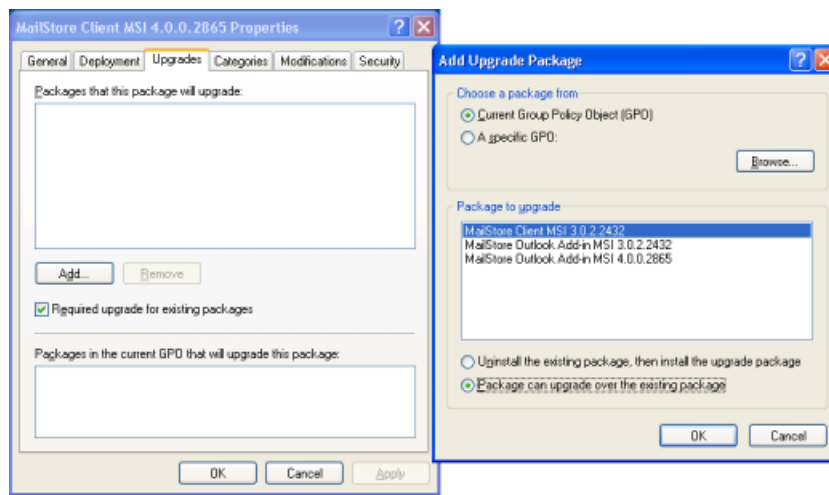 MailStore Client MSI 4.0.0.2865 Properties
General Deployment Upgrades Categories Modifications Security
Packages that this package will upgrade:
Add... Remove
Required upgrade for existing packages
Packages in the current GPO that will upgrade this package:
OK Cancel Apply
Add Upgrade Package
Choose a package from
Current Group Policy Object (GPO)
A specific GPO:
Browse...
Package to upgrade
MailStore Client MSI 3.0.2.2432
MailStore Outlook Add-in MSI 3.0.2.2432
MailStore Outlook Add-in MSI 4.0.0.2865
Uninstall the existing package, then install the upgrade package
Package can upgrade over the existing package
OK Cancel